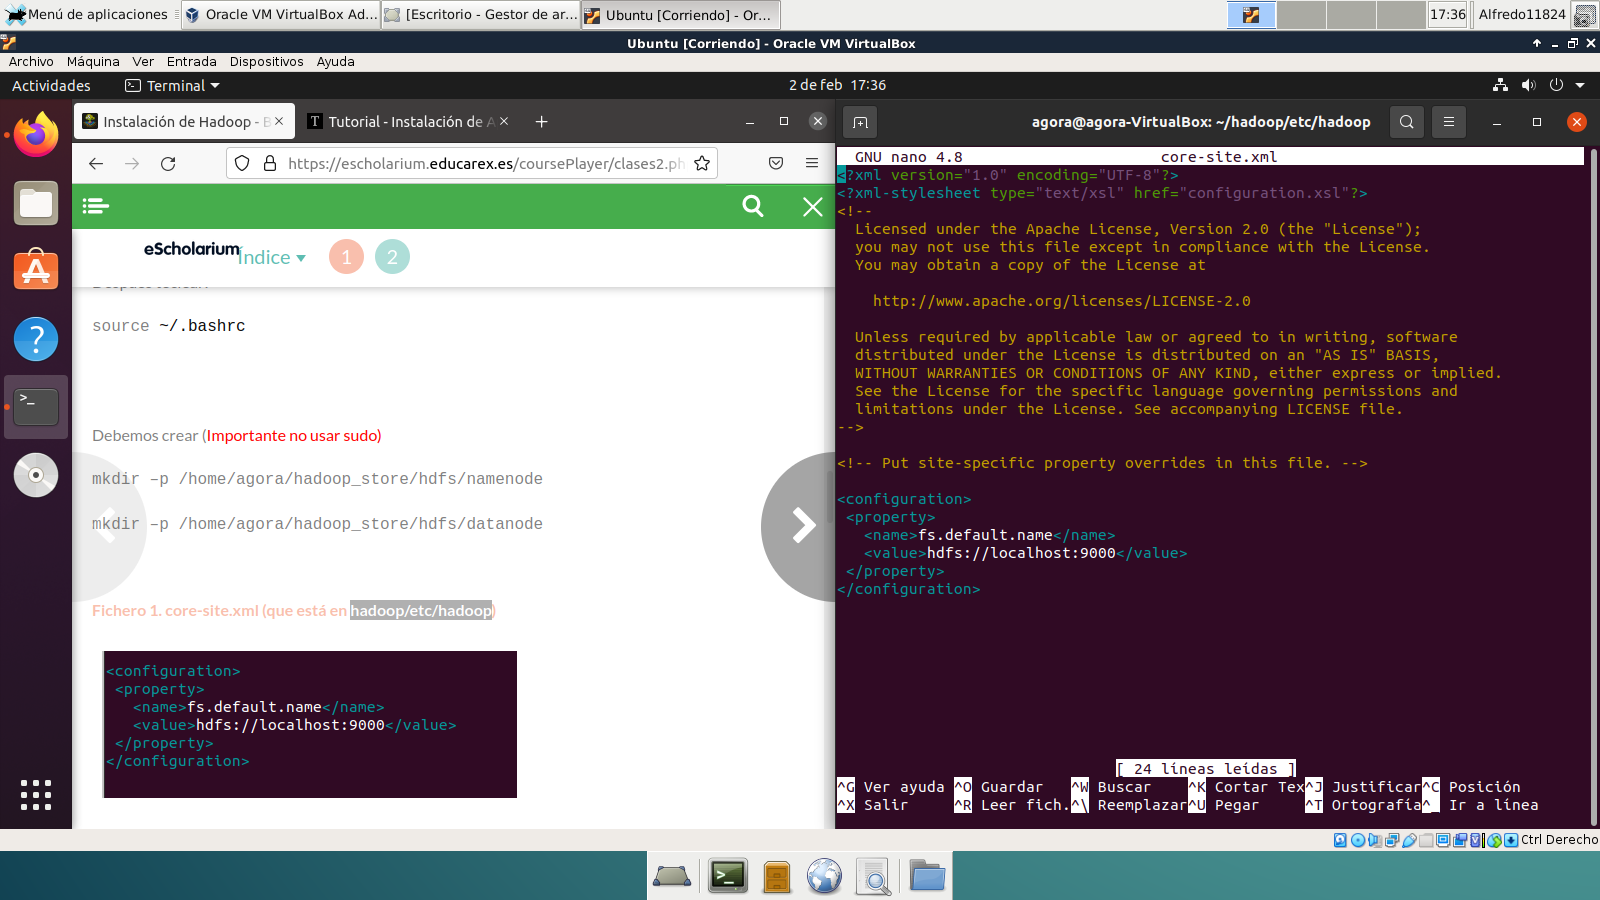 Menú de aplicaciones
Oracle VM VirtualBox Ad...
[Escritorio - Gestor de ar...
Ubuntu [Corriendo] - Or...
17:36
Alfredo11824
Ubuntu [Corriendo] - Oracle VM VirtualBox
Archivo Máquina Ver Entrada Dispositivos Ayuda
Actividades
Terminal
2 de feb 17:36
Instalación de Hadoop - B
Tutorial - Instalación de A
https://escholarium.educarex.es/coursePlayer/clases2.ph
eScholarium
Índice
1
2
source ~/.bashrc
Debemos crear (Importante no usar sudo)
mkdir –p /home/agora/hadoop_store/hdfs/namenode
mkdir –p /home/agora/hadoop_store/hdfs/datanode
Fichero 1. core-site.xml (que está en hadoop/etc/hadoop)
<configuration>
<property>
<name>fs.default.name</name>
<value>hdfs://localhost:9000</value>
</property>
</configuration>
agora@agora-VirtualBox: ~/hadoop/etc/hadoop
GNU nano 4.8 core-site.xml
<?xml version="1.0" encoding="UTF-8"?>
<?xml-stylesheet type="text/xsl" href="configuration.xsl"?>
<!--
Licensed under the Apache License, Version 2.0 (the "License");
you may not use this file except in compliance with the License.
You may obtain a copy of the License at
http://www.apache.org/licenses/LICENSE-2.0
Unless required by applicable law or agreed to in writing, software
distributed under the License is distributed on an "AS IS" BASIS,
WITHOUT WARRANTIES OR CONDITIONS OF ANY KIND, either express or implied.
See the License for the specific language governing permissions and
limitations under the License. See accompanying LICENSE file.
-->
<!-- Put site-specific property overrides in this file. -->
<configuration>
<property>
<name>fs.default.name</name>
<value>hdfs://localhost:9000</value>
</property>
</configuration>
[ 24 líneas leídas ]
^G Ver ayuda ^O Guardar ^W Buscar ^K Cortar Tex ^J Justificar ^C Posición
^X Salir ^R Leer fich. ^\ Reemplazar ^U Pegar ^T Ortografía ^_ Ir a línea
Ctrl Derecho